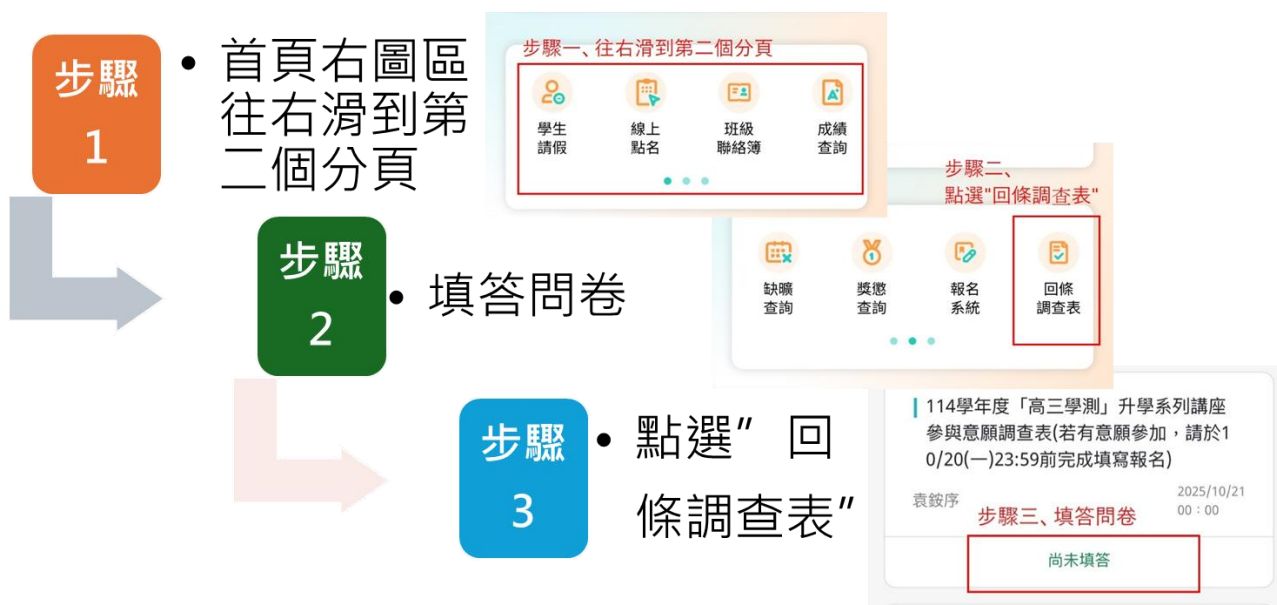 步驟
1
• 首頁右圖區
往右滑到第
二個分頁
步驟一、往右滑到第二個分頁
學生
請假
線上
點名
班級
聯絡簿
成績
查詢
步驟
2
• 填答問卷
步驟二、
點選"回條調查表"
缺曠
查詢
獎懲
查詢
報名
系統
回條
調查表
步驟
3
• 點選” 回
條調查表”
114學年度「高三學測」升學系列講座
參與意願調查表(若有意願參加，請於1
0/20(一)23:59前完成填寫報名)
袁銨序
2025/10/21
00：00
步驟三、填答問卷
尚未填答